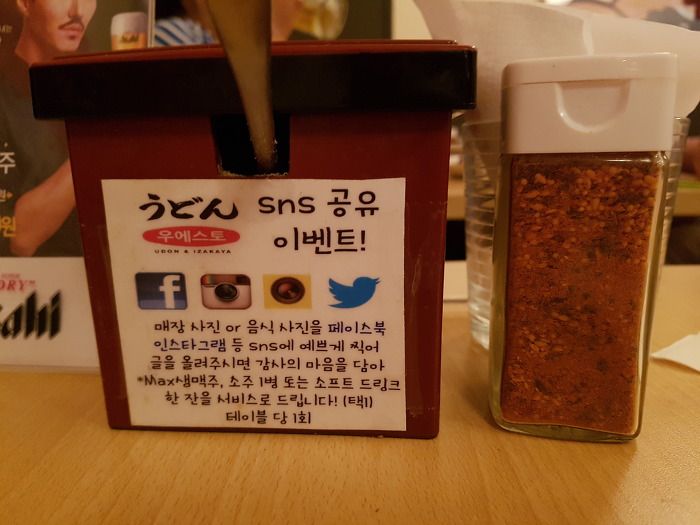 うどん sns 공유
우에스토
UDON & IZAKAYA
이벤트!
매장 사진 or 음식 사진을 페이스북
인스타그램 등 sns에 예쁘게 찍어
글을 올려주시면 감사의 마음을 담아
*Max생맥주, 소주 1병 또는 소프트 드링크
한 잔을 서비스로 드립니다! (택1)
테이블 당 1회
Asahi
주
원